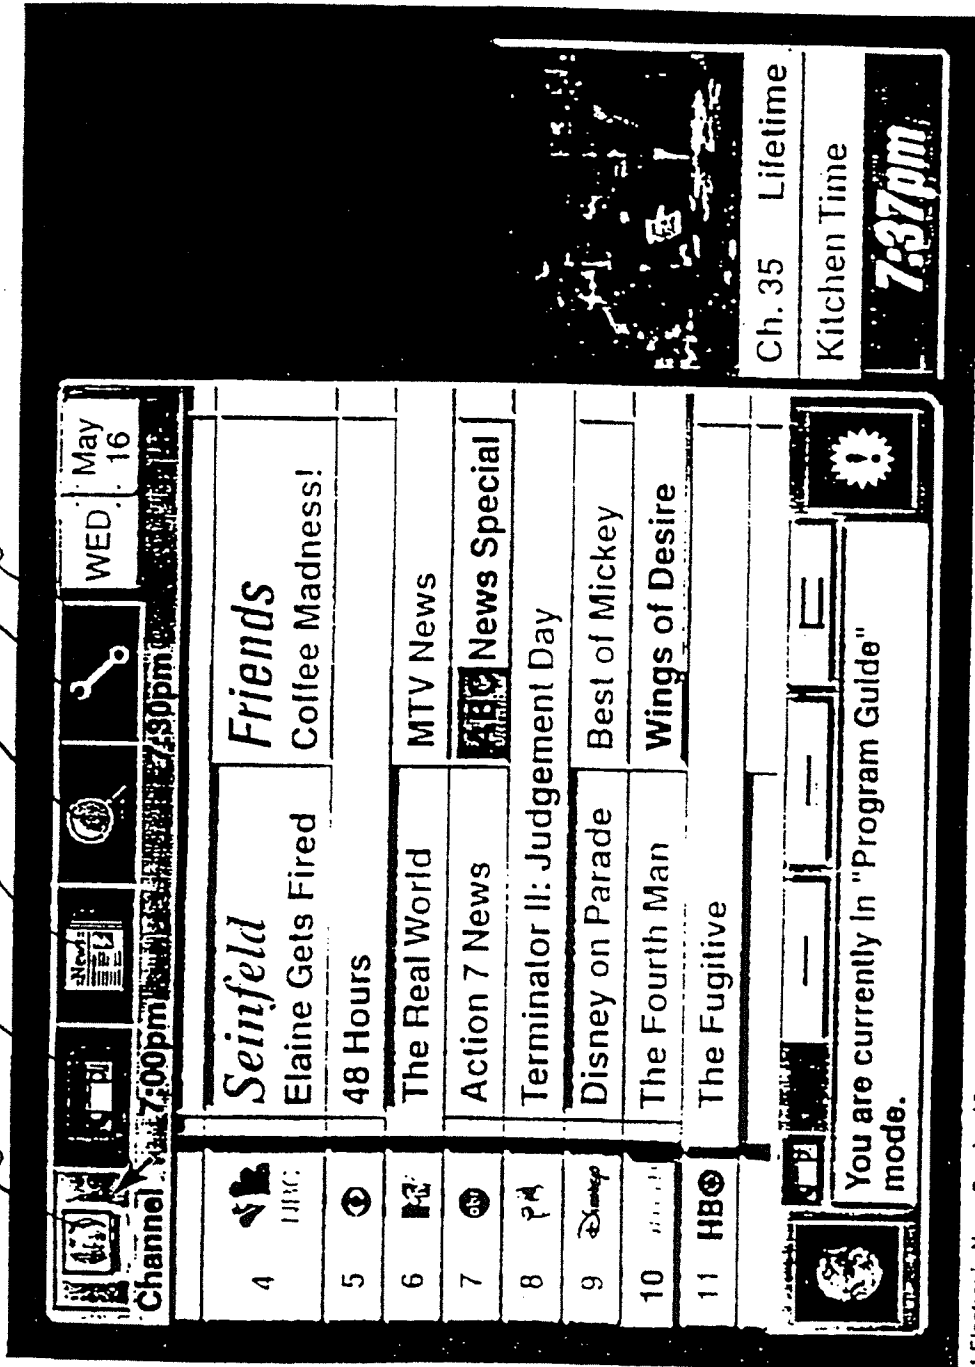 WED May
16
Channel 7:00pm 7:30pm
4 NBC Seinfeld Friends
Elaine Gets Fired Coffee Madness!
5 48 Hours
6 The Real World MTV News
7 Action 7 News ABC News Special
8 Terminator II: Judgement Day
9 Disney Disney on Parade Best of Mickey
10 The Fourth Man Wings of Desire
11 HBO The Fugitive
You are currently in "Program Guide"
mode.
!
Ch. 35 Lifetime
Kitchen Time
7:37pm